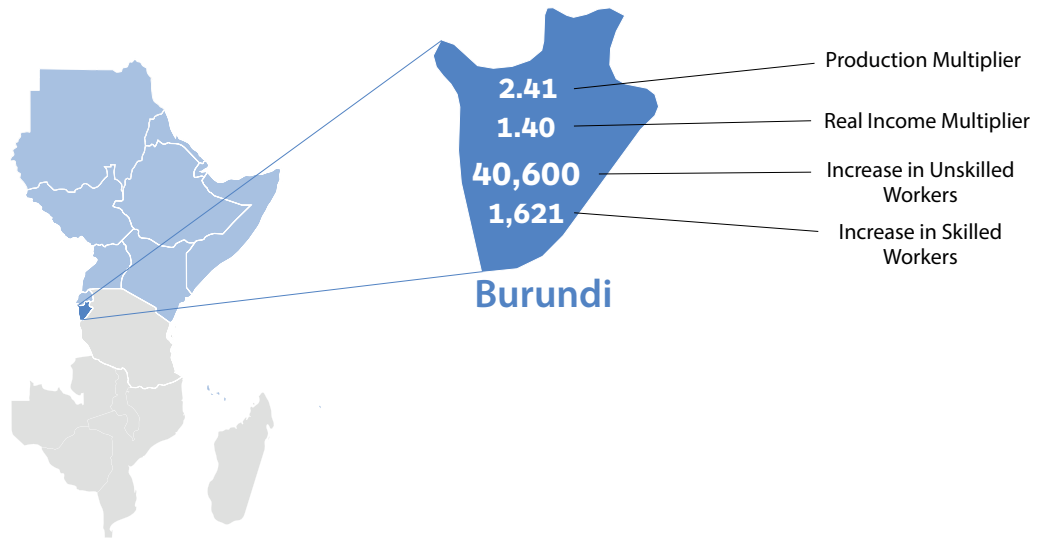 2.41
Production Multiplier
1.40
Real Income Multiplier
40,600
Increase in Unskilled
Workers
1,621
Increase in Skilled
Workers
Burundi